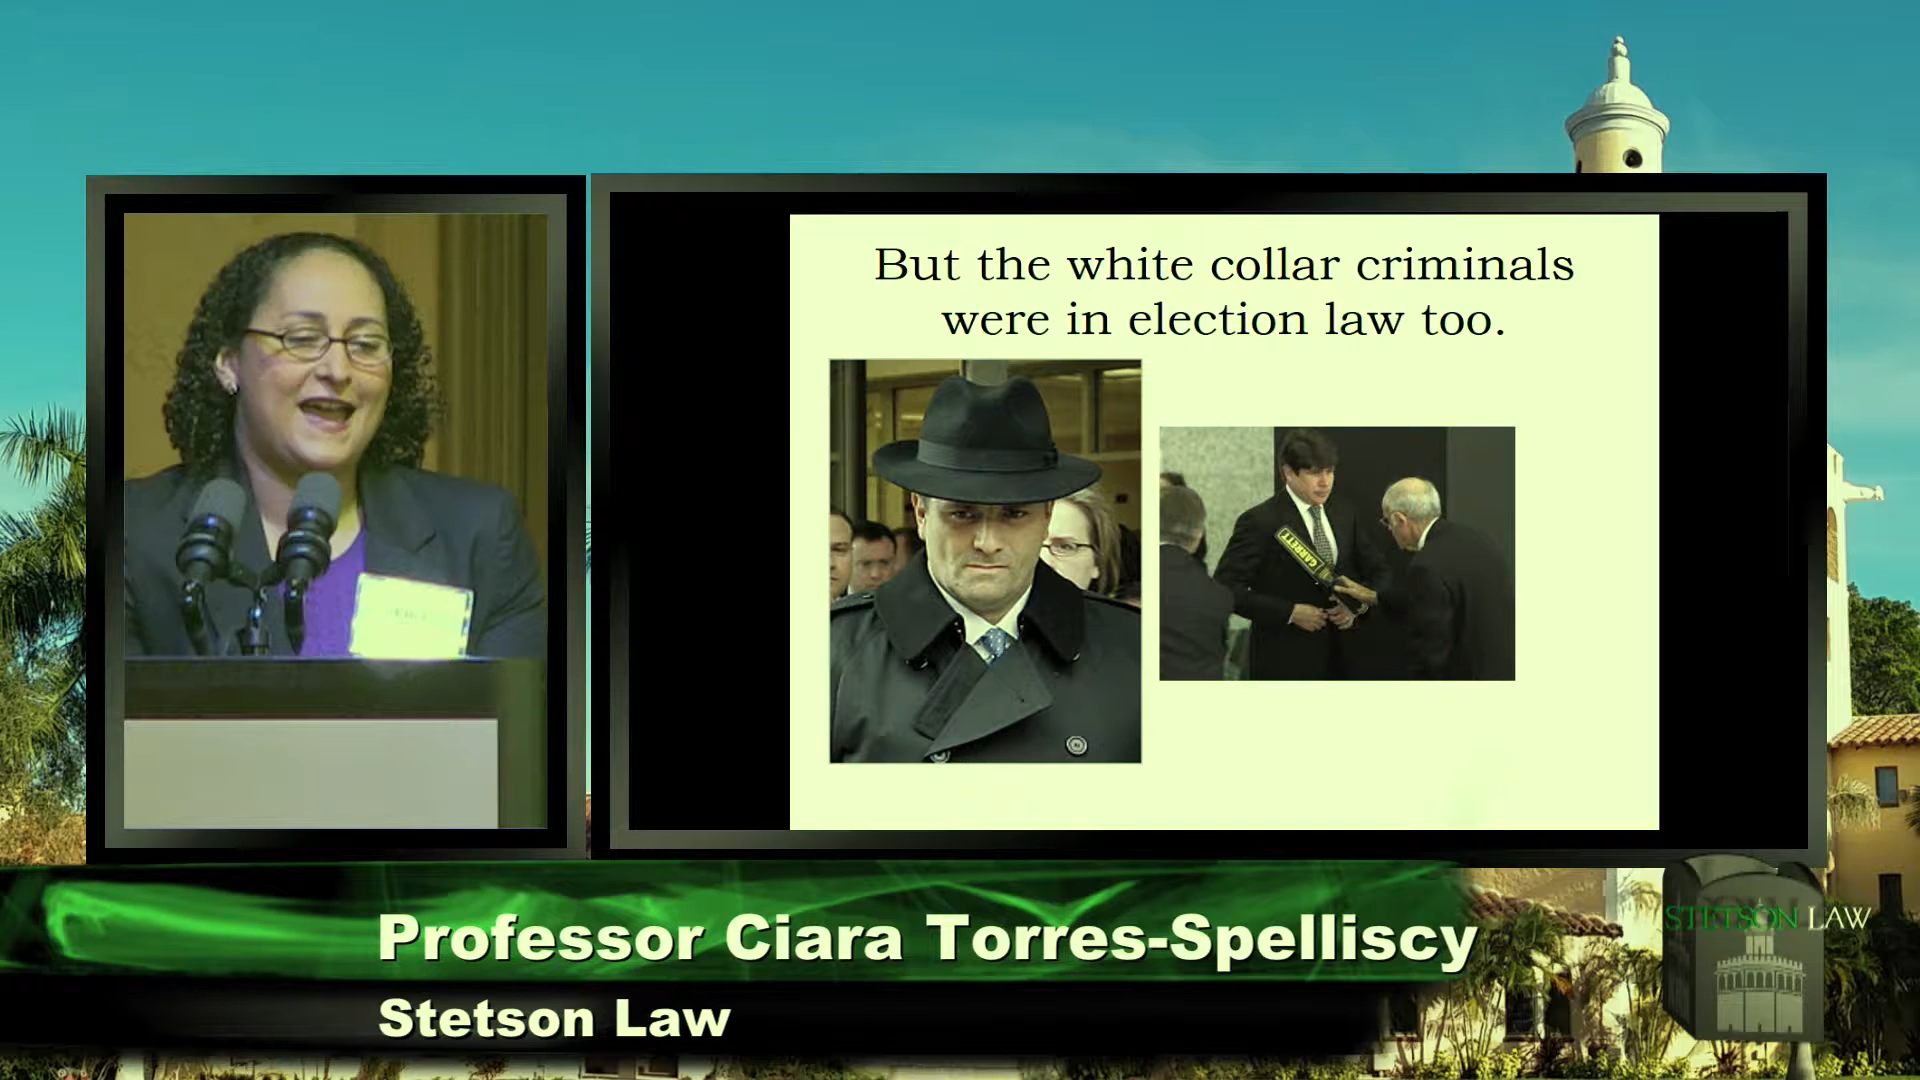 But the white collar criminals
were in election law too.
GARRETT
Professor Ciara Torres-Spelliscy
Stetson Law
STETSON LAW